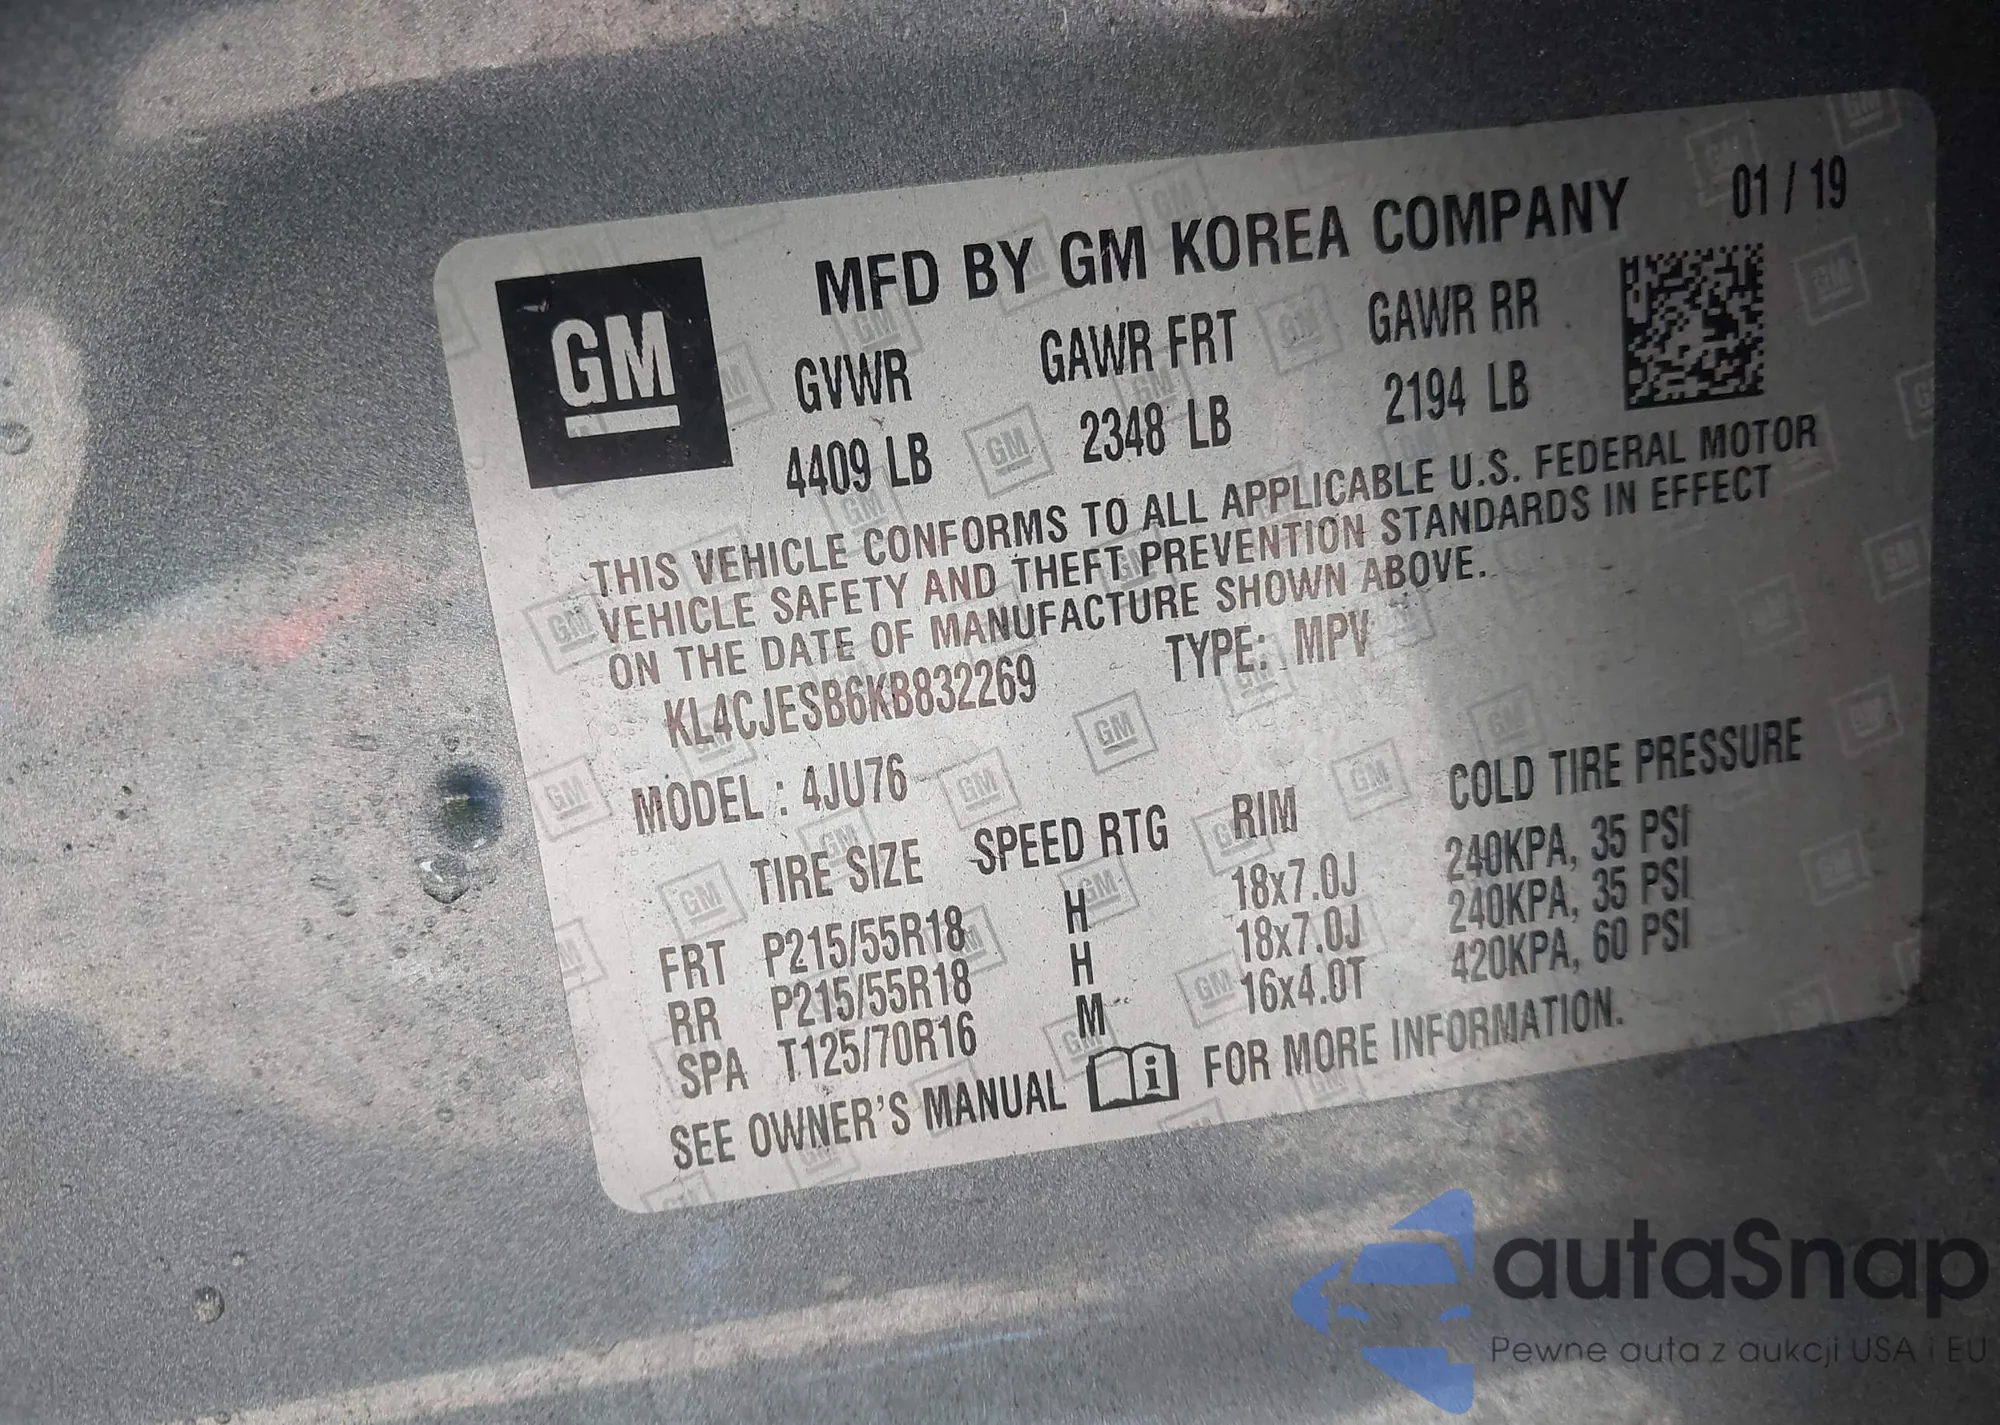 MFD BY GM KOREA COMPANY 01 / 19
GM
GVWR GAWR FRT GAWR RR
4409 LB 2348 LB 2194 LB
THIS VEHICLE CONFORMS TO ALL APPLICABLE U.S. FEDERAL MOTOR
VEHICLE SAFETY AND THEFT PREVENTION STANDARDS IN EFFECT
ON THE DATE OF MANUFACTURE SHOWN ABOVE.
KL4CJESB6KB832269 TYPE: MPV
MODEL : 4JU76
TIRE SIZE SPEED RTG RIM COLD TIRE PRESSURE
FRT P215/55R18 H 18x7.0J 240KPA, 35 PSI
RR P215/55R18 H 18x7.0J 240KPA, 35 PSI
SPA T125/70R16 M 16x4.0T 420KPA, 60 PSI
SEE OWNER'S MANUAL i FOR MORE INFORMATION.
autaSnap
Pewne auta z aukcji USA i EU